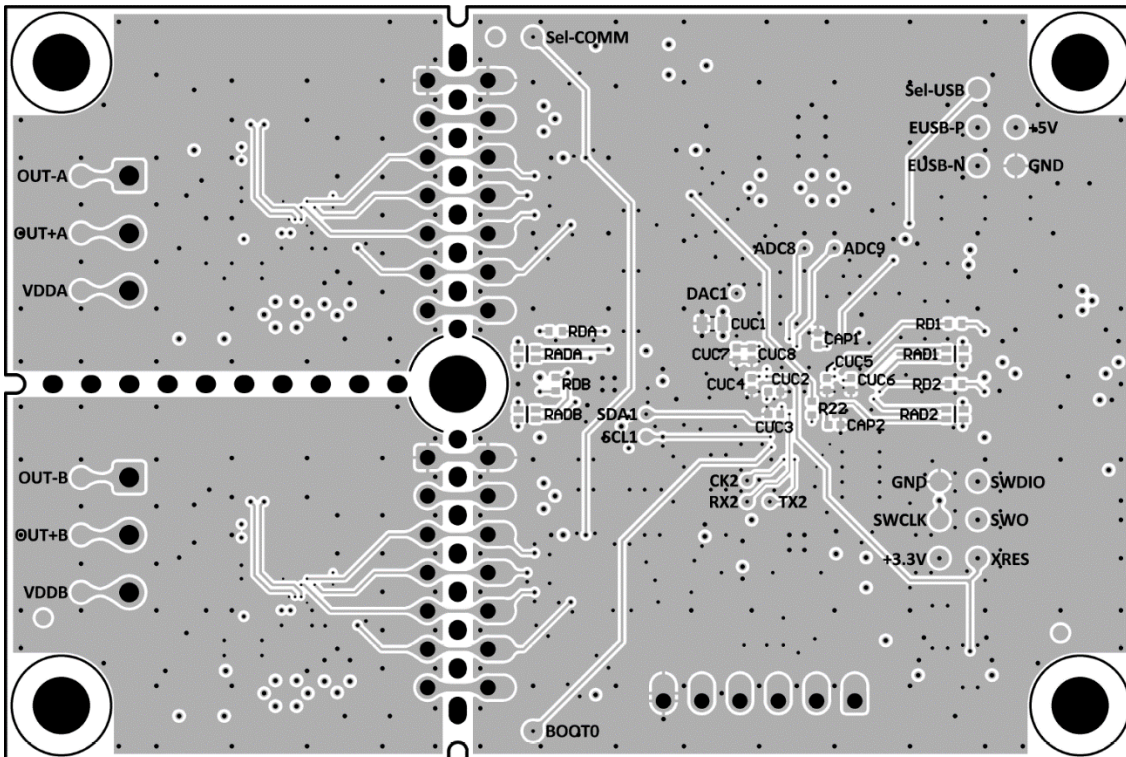 Sel-COMM
Sel-USB
EUSB-P
+5V
EUSB-N
GND
OUT-A
OUT+A
VDDA
ADC8
ADC9
DAC1
CUC1
RDA
CAP1
RD1
RADA
CUC7
CUC8
CUC5
RAD1
RDB
CUC4
CUC2
CUC6
RD2
RADB
SDA1
CUC3
R22
CAP2
RAD2
SCL1
OUT-B
OUT+B
VDDB
CK2
RX2
TX2
GND
SWDIO
SWCLK
SWO
+3.3V
XRES
BOOT0